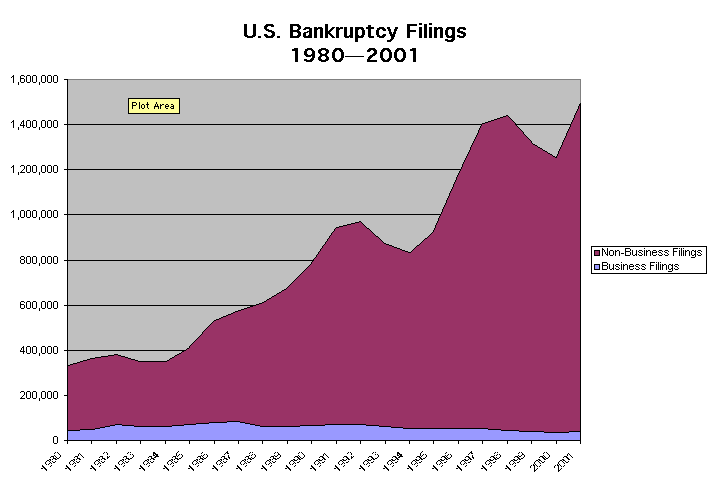 U.S. Bankruptcy Filings
1980—2001
1,600,000
Plot Area
1,400,000
1,200,000
1,000,000
800,000
600,000
400,000
200,000
0
Non-Business Filings
Business Filings
1980 1981 1982 1983 1984 1985 1986 1987 1988 1989 1990 1991 1992 1993 1994 1995 1996 1997 1998 1999 2000 2001